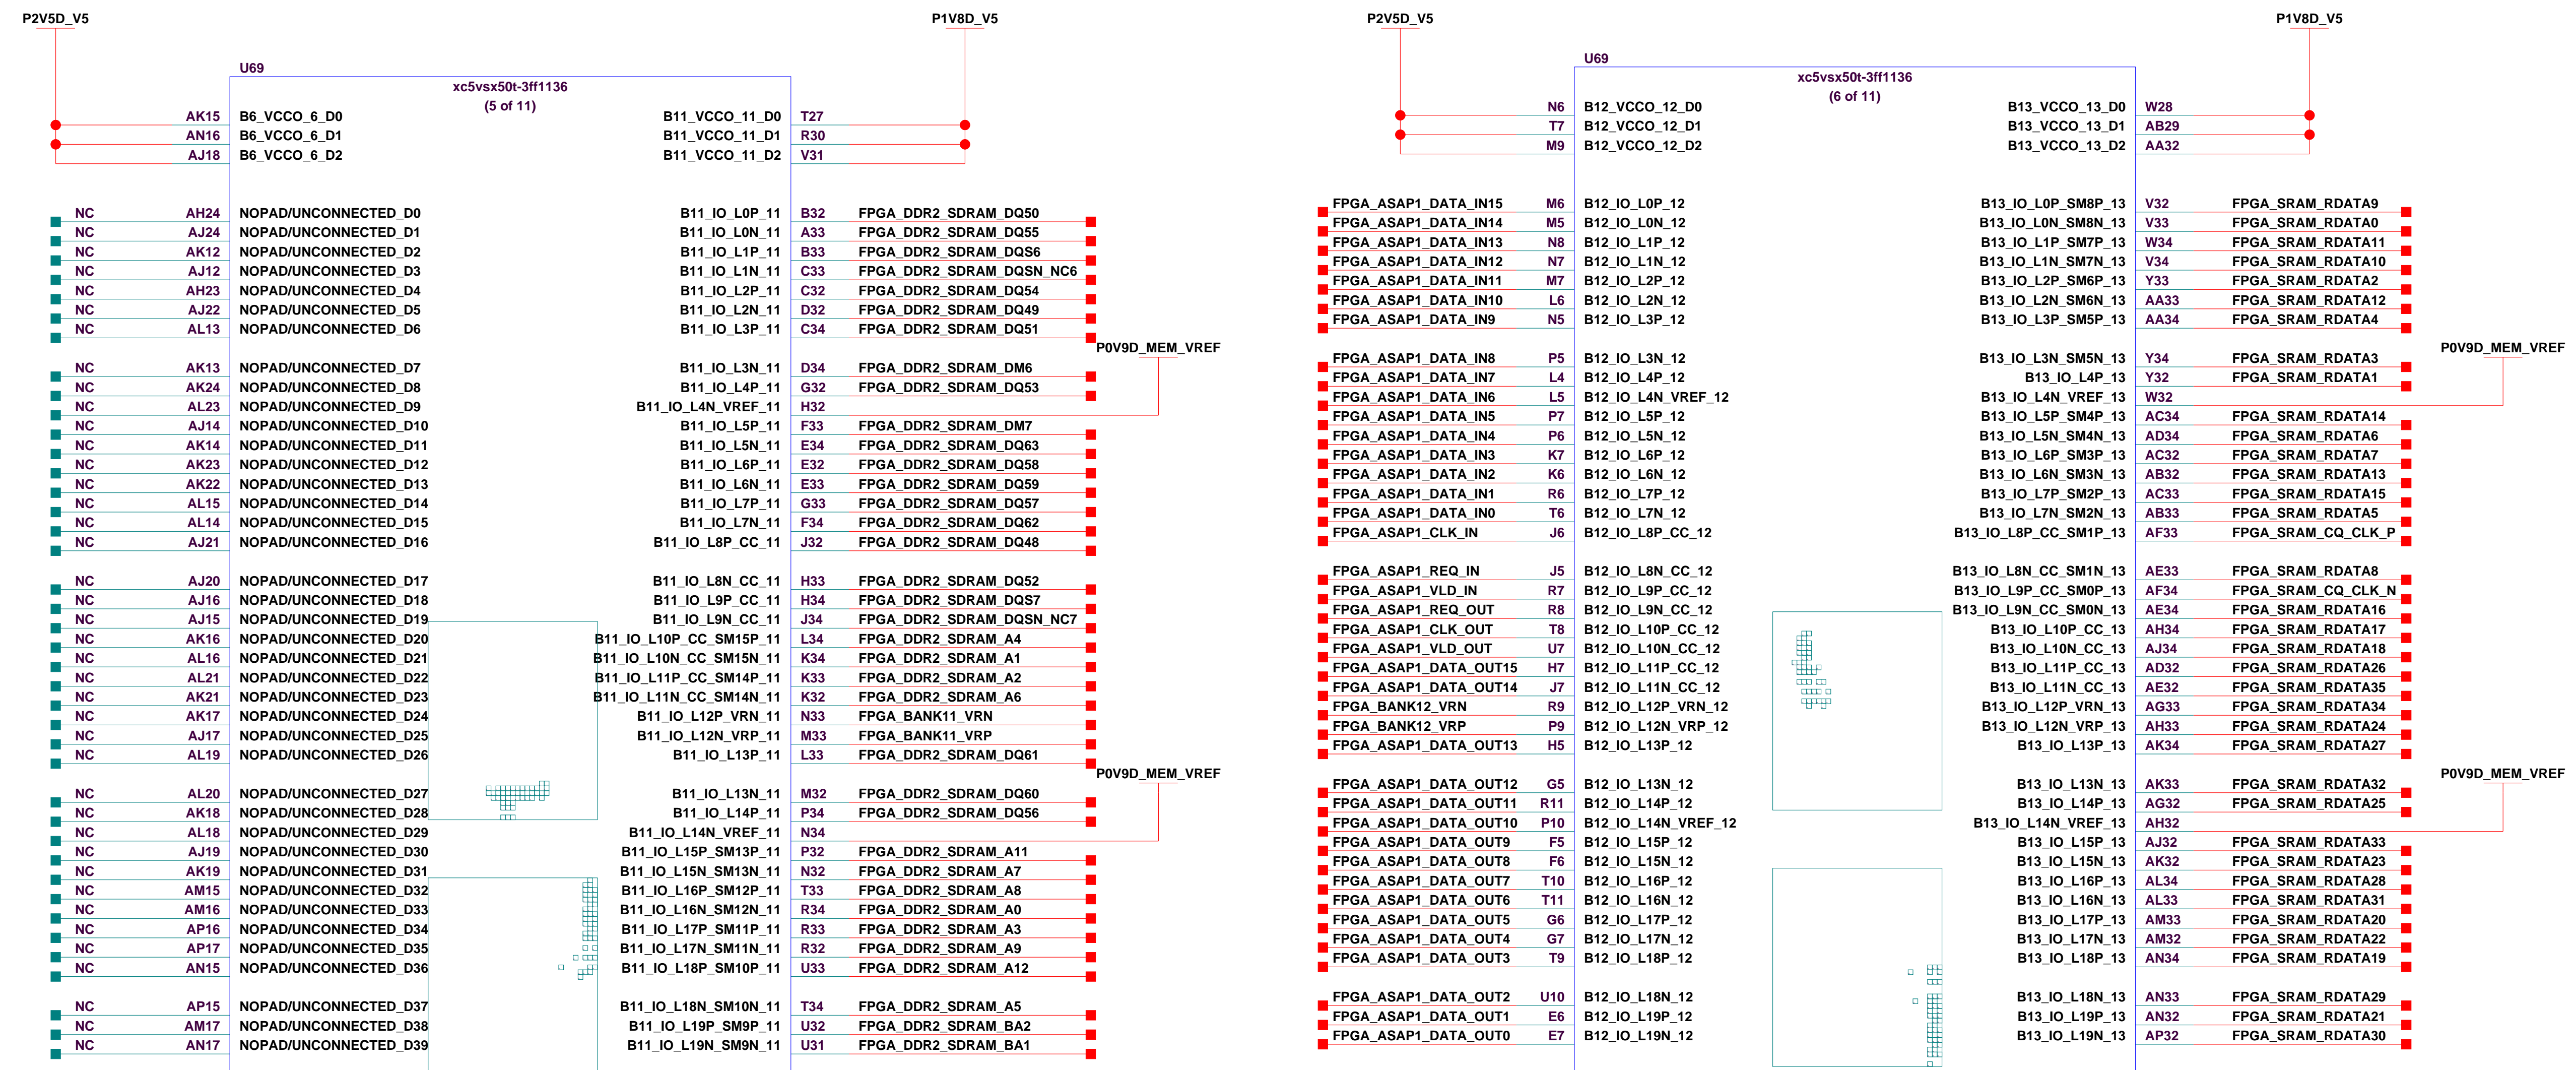 P2V5D_V5 P1V8D_V5
U69
xc5vsx50t-3ff1136
(5 of 11)
AK15 B6_VCCO_6_D0 B11_VCCO_11_D0 T27
AN16 B6_VCCO_6_D1 B11_VCCO_11_D1 R30
AJ18 B6_VCCO_6_D2 B11_VCCO_11_D2 V31
NC AH24 NOPAD/UNCONNECTED_D0 B11_IO_L0P_11 B32 FPGA_DDR2_SDRAM_DQ50
NC AJ24 NOPAD/UNCONNECTED_D1 B11_IO_L0N_11 A33 FPGA_DDR2_SDRAM_DQ55
NC AK12 NOPAD/UNCONNECTED_D2 B11_IO_L1P_11 B33 FPGA_DDR2_SDRAM_DQS6
NC AJ12 NOPAD/UNCONNECTED_D3 B11_IO_L1N_11 C33 FPGA_DDR2_SDRAM_DQSN_NC6
NC AH23 NOPAD/UNCONNECTED_D4 B11_IO_L2P_11 C32 FPGA_DDR2_SDRAM_DQ54
NC AJ22 NOPAD/UNCONNECTED_D5 B11_IO_L2N_11 D32 FPGA_DDR2_SDRAM_DQ49
NC AL13 NOPAD/UNCONNECTED_D6 B11_IO_L3P_11 C34 FPGA_DDR2_SDRAM_DQ51
P0V9D_MEM_VREF
NC AK13 NOPAD/UNCONNECTED_D7 B11_IO_L3N_11 D34 FPGA_DDR2_SDRAM_DM6
NC AK24 NOPAD/UNCONNECTED_D8 B11_IO_L4P_11 G32 FPGA_DDR2_SDRAM_DQ53
NC AL23 NOPAD/UNCONNECTED_D9 B11_IO_L4N_VREF_11 H32
NC AJ14 NOPAD/UNCONNECTED_D10 B11_IO_L5P_11 F33 FPGA_DDR2_SDRAM_DM7
NC AK14 NOPAD/UNCONNECTED_D11 B11_IO_L5N_11 E34 FPGA_DDR2_SDRAM_DQ63
NC AK23 NOPAD/UNCONNECTED_D12 B11_IO_L6P_11 E32 FPGA_DDR2_SDRAM_DQ58
NC AK22 NOPAD/UNCONNECTED_D13 B11_IO_L6N_11 E33 FPGA_DDR2_SDRAM_DQ59
NC AL15 NOPAD/UNCONNECTED_D14 B11_IO_L7P_11 G33 FPGA_DDR2_SDRAM_DQ57
NC AL14 NOPAD/UNCONNECTED_D15 B11_IO_L7N_11 F34 FPGA_DDR2_SDRAM_DQ62
NC AJ21 NOPAD/UNCONNECTED_D16 B11_IO_L8P_CC_11 J32 FPGA_DDR2_SDRAM_DQ48
NC AJ20 NOPAD/UNCONNECTED_D17 B11_IO_L8N_CC_11 H33 FPGA_DDR2_SDRAM_DQ52
NC AJ16 NOPAD/UNCONNECTED_D18 B11_IO_L9P_CC_11 H34 FPGA_DDR2_SDRAM_DQS7
NC AJ15 NOPAD/UNCONNECTED_D19 B11_IO_L9N_CC_11 J34 FPGA_DDR2_SDRAM_DQSN_NC7
NC AK16 NOPAD/UNCONNECTED_D20 B11_IO_L10P_CC_SM15P_11 L34 FPGA_DDR2_SDRAM_A4
NC AL16 NOPAD/UNCONNECTED_D21 B11_IO_L10N_CC_SM15N_11 K34 FPGA_DDR2_SDRAM_A1
NC AL21 NOPAD/UNCONNECTED_D22 B11_IO_L11P_CC_SM14P_11 K33 FPGA_DDR2_SDRAM_A2
NC AK21 NOPAD/UNCONNECTED_D23 B11_IO_L11N_CC_SM14N_11 K32 FPGA_DDR2_SDRAM_A6
NC AK17 NOPAD/UNCONNECTED_D24 B11_IO_L12P_VRN_11 N33 FPGA_BANK11_VRN
NC AJ17 NOPAD/UNCONNECTED_D25 B11_IO_L12N_VRP_11 M33 FPGA_BANK11_VRP
NC AL19 NOPAD/UNCONNECTED_D26 B11_IO_L13P_11 L33 FPGA_DDR2_SDRAM_DQ61
P0V9D_MEM_VREF
NC AL20 NOPAD/UNCONNECTED_D27 B11_IO_L13N_11 M32 FPGA_DDR2_SDRAM_DQ60
NC AK18 NOPAD/UNCONNECTED_D28 B11_IO_L14P_11 P34 FPGA_DDR2_SDRAM_DQ56
NC AL18 NOPAD/UNCONNECTED_D29 B11_IO_L14N_VREF_11 N34
NC AJ19 NOPAD/UNCONNECTED_D30 B11_IO_L15P_SM13P_11 P32 FPGA_DDR2_SDRAM_A11
NC AK19 NOPAD/UNCONNECTED_D31 B11_IO_L15N_SM13N_11 N32 FPGA_DDR2_SDRAM_A7
NC AM15 NOPAD/UNCONNECTED_D32 B11_IO_L16P_SM12P_11 T33 FPGA_DDR2_SDRAM_A8
NC AM16 NOPAD/UNCONNECTED_D33 B11_IO_L16N_SM12N_11 R34 FPGA_DDR2_SDRAM_A0
NC AP16 NOPAD/UNCONNECTED_D34 B11_IO_L17P_SM11P_11 R33 FPGA_DDR2_SDRAM_A3
NC AP17 NOPAD/UNCONNECTED_D35 B11_IO_L17N_SM11N_11 R32 FPGA_DDR2_SDRAM_A9
NC AN15 NOPAD/UNCONNECTED_D36 B11_IO_L18P_SM10P_11 U33 FPGA_DDR2_SDRAM_A12
NC AP15 NOPAD/UNCONNECTED_D37 B11_IO_L18N_SM10N_11 T34 FPGA_DDR2_SDRAM_A5
NC AM17 NOPAD/UNCONNECTED_D38 B11_IO_L19P_SM9P_11 U32 FPGA_DDR2_SDRAM_BA2
NC AN17 NOPAD/UNCONNECTED_D39 B11_IO_L19N_SM9N_11 U31 FPGA_DDR2_SDRAM_BA1
P2V5D_V5 P1V8D_V5
U69
xc5vsx50t-3ff1136
(6 of 11)
N6 B12_VCCO_12_D0 B13_VCCO_13_D0 W28
T7 B12_VCCO_12_D1 B13_VCCO_13_D1 AB29
M9 B12_VCCO_12_D2 B13_VCCO_13_D2 AA32
FPGA_ASAP1_DATA_IN15 M6 B12_IO_L0P_12 B13_IO_L0P_SM8P_13 V32 FPGA_SRAM_RDATA9
FPGA_ASAP1_DATA_IN14 M5 B12_IO_L0N_12 B13_IO_L0N_SM8N_13 V33 FPGA_SRAM_RDATA0
FPGA_ASAP1_DATA_IN13 N8 B12_IO_L1P_12 B13_IO_L1P_SM7P_13 W34 FPGA_SRAM_RDATA11
FPGA_ASAP1_DATA_IN12 N7 B12_IO_L1N_12 B13_IO_L1N_SM7N_13 V34 FPGA_SRAM_RDATA10
FPGA_ASAP1_DATA_IN11 M7 B12_IO_L2P_12 B13_IO_L2P_SM6P_13 Y33 FPGA_SRAM_RDATA2
FPGA_ASAP1_DATA_IN10 L6 B12_IO_L2N_12 B13_IO_L2N_SM6N_13 AA33 FPGA_SRAM_RDATA12
FPGA_ASAP1_DATA_IN9 N5 B12_IO_L3P_12 B13_IO_L3P_SM5P_13 AA34 FPGA_SRAM_RDATA4
P0V9D_MEM_VREF
FPGA_ASAP1_DATA_IN8 P5 B12_IO_L3N_12 B13_IO_L3N_SM5N_13 Y34 FPGA_SRAM_RDATA3
FPGA_ASAP1_DATA_IN7 L4 B12_IO_L4P_12 B13_IO_L4P_13 Y32 FPGA_SRAM_RDATA1
FPGA_ASAP1_DATA_IN6 L5 B12_IO_L4N_VREF_12 B13_IO_L4N_VREF_13 W32
FPGA_ASAP1_DATA_IN5 P7 B12_IO_L5P_12 B13_IO_L5P_SM4P_13 AC34 FPGA_SRAM_RDATA14
FPGA_ASAP1_DATA_IN4 P6 B12_IO_L5N_12 B13_IO_L5N_SM4N_13 AD34 FPGA_SRAM_RDATA6
FPGA_ASAP1_DATA_IN3 K7 B12_IO_L6P_12 B13_IO_L6P_SM3P_13 AC32 FPGA_SRAM_RDATA7
FPGA_ASAP1_DATA_IN2 K6 B12_IO_L6N_12 B13_IO_L6N_SM3N_13 AB32 FPGA_SRAM_RDATA13
FPGA_ASAP1_DATA_IN1 R6 B12_IO_L7P_12 B13_IO_L7P_SM2P_13 AC33 FPGA_SRAM_RDATA15
FPGA_ASAP1_DATA_IN0 T6 B12_IO_L7N_12 B13_IO_L7N_SM2N_13 AB33 FPGA_SRAM_RDATA5
FPGA_ASAP1_CLK_IN J6 B12_IO_L8P_CC_12 B13_IO_L8P_CC_SM1P_13 AF33 FPGA_SRAM_CQ_CLK_P
FPGA_ASAP1_REQ_IN J5 B12_IO_L8N_CC_12 B13_IO_L8N_CC_SM1N_13 AE33 FPGA_SRAM_RDATA8
FPGA_ASAP1_VLD_IN R7 B12_IO_L9P_CC_12 B13_IO_L9P_CC_SM0P_13 AF34 FPGA_SRAM_CQ_CLK_N
FPGA_ASAP1_REQ_OUT R8 B12_IO_L9N_CC_12 B13_IO_L9N_CC_SM0N_13 AE34 FPGA_SRAM_RDATA16
FPGA_ASAP1_CLK_OUT T8 B12_IO_L10P_CC_12 B13_IO_L10P_CC_13 AH34 FPGA_SRAM_RDATA17
FPGA_ASAP1_VLD_OUT U7 B12_IO_L10N_CC_12 B13_IO_L10N_CC_13 AJ34 FPGA_SRAM_RDATA18
FPGA_ASAP1_DATA_OUT15 H7 B12_IO_L11P_CC_12 B13_IO_L11P_CC_13 AD32 FPGA_SRAM_RDATA26
FPGA_ASAP1_DATA_OUT14 J7 B12_IO_L11N_CC_12 B13_IO_L11N_CC_13 AE32 FPGA_SRAM_RDATA35
FPGA_BANK12_VRN R9 B12_IO_L12P_VRN_12 B13_IO_L12P_VRN_13 AG33 FPGA_SRAM_RDATA34
FPGA_BANK12_VRP P9 B12_IO_L12N_VRP_12 B13_IO_L12N_VRP_13 AH33 FPGA_SRAM_RDATA24
FPGA_ASAP1_DATA_OUT13 H5 B12_IO_L13P_12 B13_IO_L13P_13 AK34 FPGA_SRAM_RDATA27
P0V9D_MEM_VREF
FPGA_ASAP1_DATA_OUT12 G5 B12_IO_L13N_12 B13_IO_L13N_13 AK33 FPGA_SRAM_RDATA32
FPGA_ASAP1_DATA_OUT11 R11 B12_IO_L14P_12 B13_IO_L14P_13 AG32 FPGA_SRAM_RDATA25
FPGA_ASAP1_DATA_OUT10 P10 B12_IO_L14N_VREF_12 B13_IO_L14N_VREF_13 AH32
FPGA_ASAP1_DATA_OUT9 F5 B12_IO_L15P_12 B13_IO_L15P_13 AJ32 FPGA_SRAM_RDATA33
FPGA_ASAP1_DATA_OUT8 F6 B12_IO_L15N_12 B13_IO_L15N_13 AK32 FPGA_SRAM_RDATA23
FPGA_ASAP1_DATA_OUT7 T10 B12_IO_L16P_12 B13_IO_L16P_13 AL34 FPGA_SRAM_RDATA28
FPGA_ASAP1_DATA_OUT6 T11 B12_IO_L16N_12 B13_IO_L16N_13 AL33 FPGA_SRAM_RDATA31
FPGA_ASAP1_DATA_OUT5 G6 B12_IO_L17P_12 B13_IO_L17P_13 AM33 FPGA_SRAM_RDATA20
FPGA_ASAP1_DATA_OUT4 G7 B12_IO_L17N_12 B13_IO_L17N_13 AM32 FPGA_SRAM_RDATA22
FPGA_ASAP1_DATA_OUT3 T9 B12_IO_L18P_12 B13_IO_L18P_13 AN34 FPGA_SRAM_RDATA19
FPGA_ASAP1_DATA_OUT2 U10 B12_IO_L18N_12 B13_IO_L18N_13 AN33 FPGA_SRAM_RDATA29
FPGA_ASAP1_DATA_OUT1 E6 B12_IO_L19P_12 B13_IO_L19P_13 AN32 FPGA_SRAM_RDATA21
FPGA_ASAP1_DATA_OUT0 E7 B12_IO_L19N_12 B13_IO_L19N_13 AP32 FPGA_SRAM_RDATA30